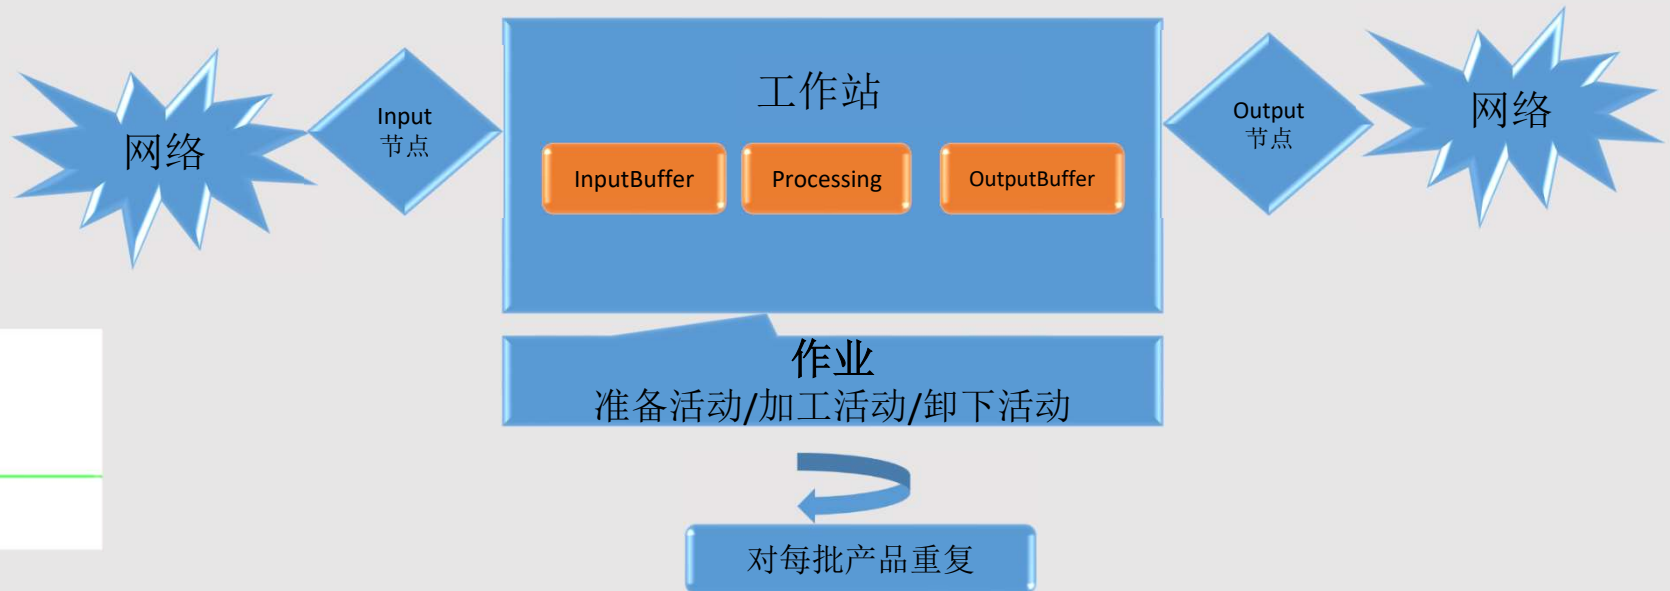 网络
Input
节点
工作站
InputBuffer
Processing
OutputBuffer
Output
节点
网络
作业
准备活动/加工活动/卸下活动
对每批产品重复